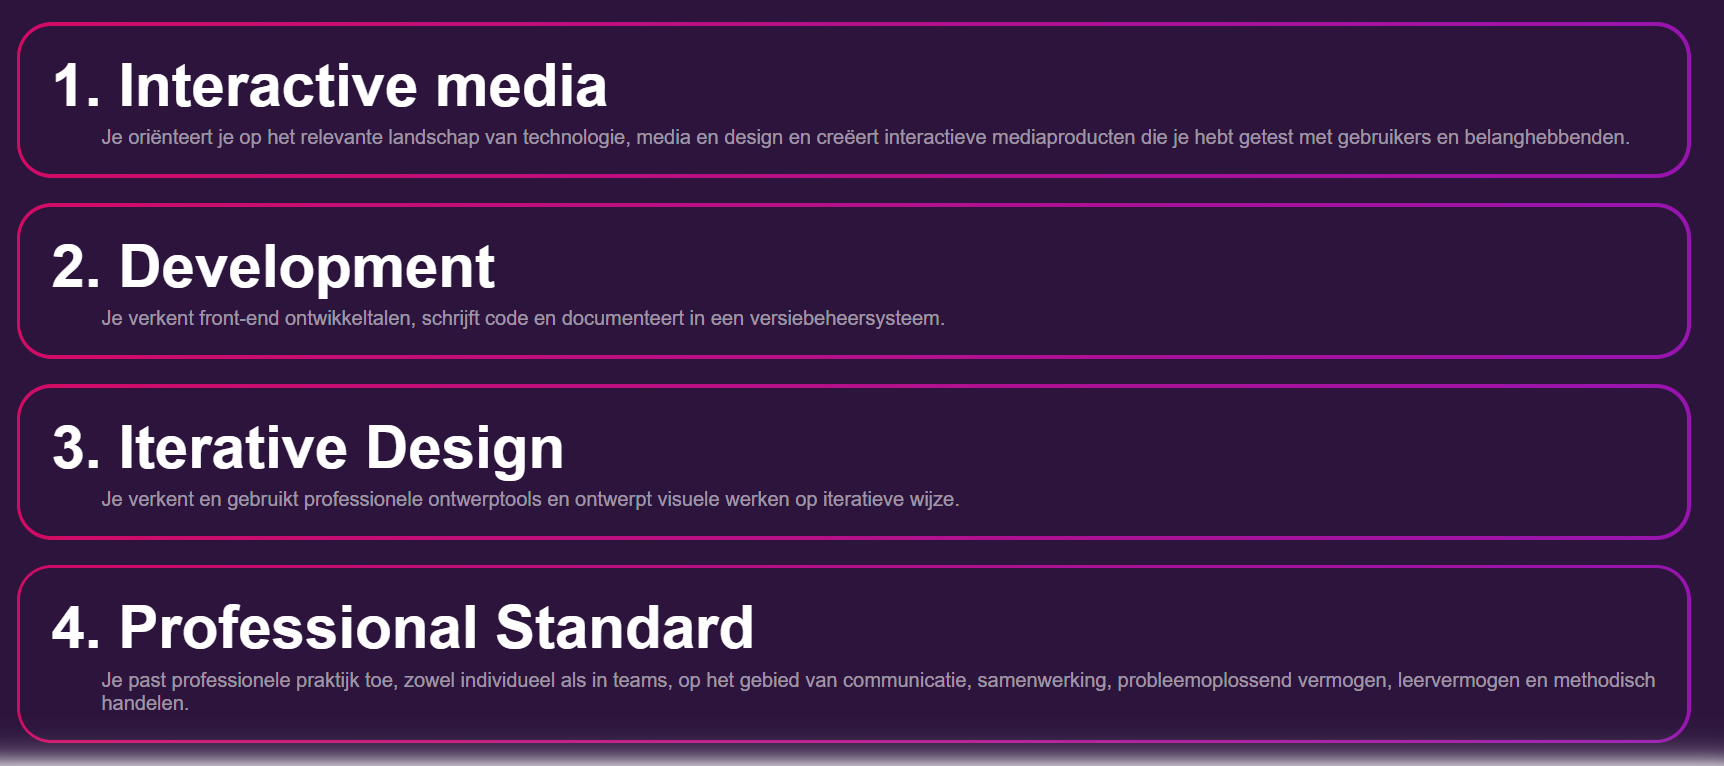 1. Interactive media
Je oriënteert je op het relevante landschap van technologie, media en design en creëert interactieve mediaproducten die je hebt getest met gebruikers en belanghebbenden.
2. Development
Je verkent front-end ontwikkeltalen, schrijft code en documenteert in een versiebeheersysteem.
3. Iterative Design
Je verkent en gebruikt professionele ontwerptools en ontwerpt visuele werken op iteratieve wijze.
4. Professional Standard
Je past professionele praktijk toe, zowel individueel als in teams, op het gebied van communicatie, samenwerking, probleemoplossend vermogen, leervermogen en methodisch
handelen.